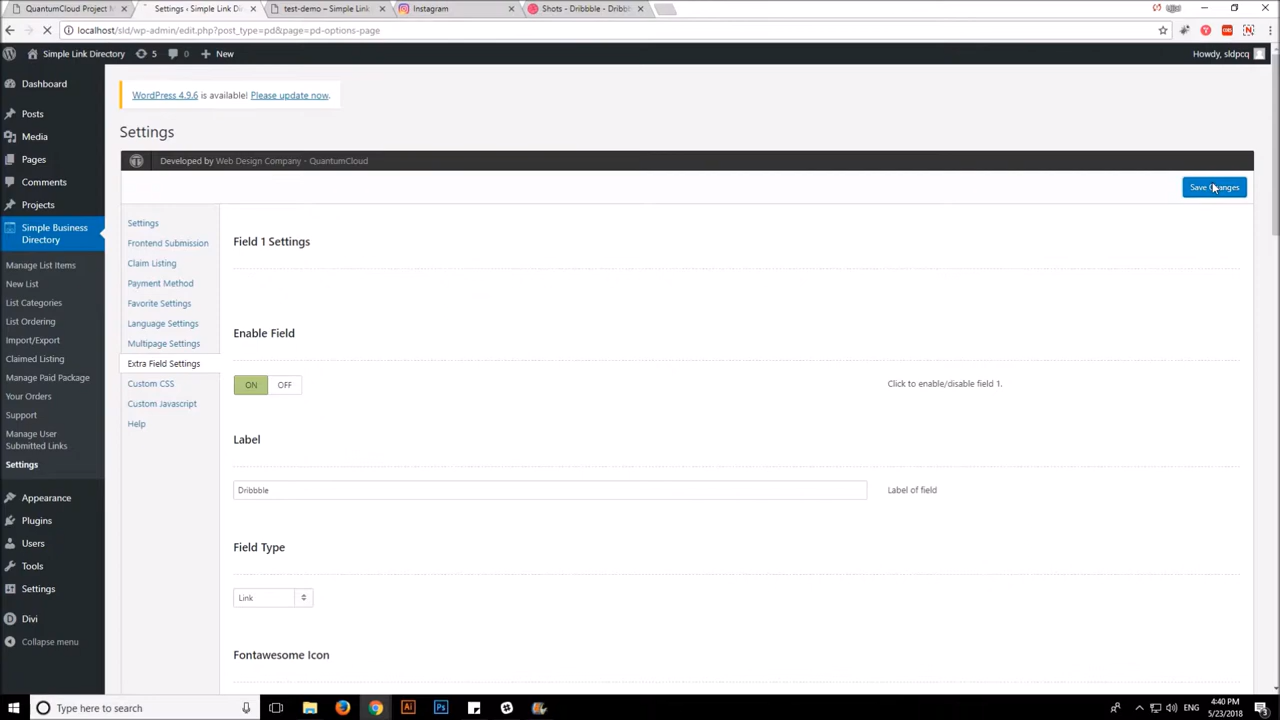 QuantumCloud Project M
Settings ‹ Simple Link Di
test-demo – Simple Link
Instagram
Shots - Dribbble - Dribb
localhost/sld/wp-admin/edit.php?post_type=pd&page=pd-options-page
Simple Link Directory
5
0
New
Howdy, sldpcq
Dashboard
Posts
Media
Pages
Comments
Projects
Simple Business
Directory
Manage List Items
New List
List Categories
List Ordering
Import/Export
Claimed Listing
Manage Paid Package
Your Orders
Support
Manage User
Submitted Links
Settings
Appearance
Plugins
Users
Tools
Settings
Divi
Collapse menu
WordPress 4.9.6 is available! Please update now.
Settings
Developed by Web Design Company - QuantumCloud
Save Changes
Settings
Frontend Submission
Claim Listing
Payment Method
Favorite Settings
Language Settings
Multipage Settings
Extra Field Settings
Custom CSS
Custom Javascript
Help
Field 1 Settings
Enable Field
ON OFF
Click to enable/disable field 1.
Label
Dribbble
Label of field
Field Type
Link
Fontawesome Icon
Type here to search
ENG
4:40 PM
5/23/2018
3